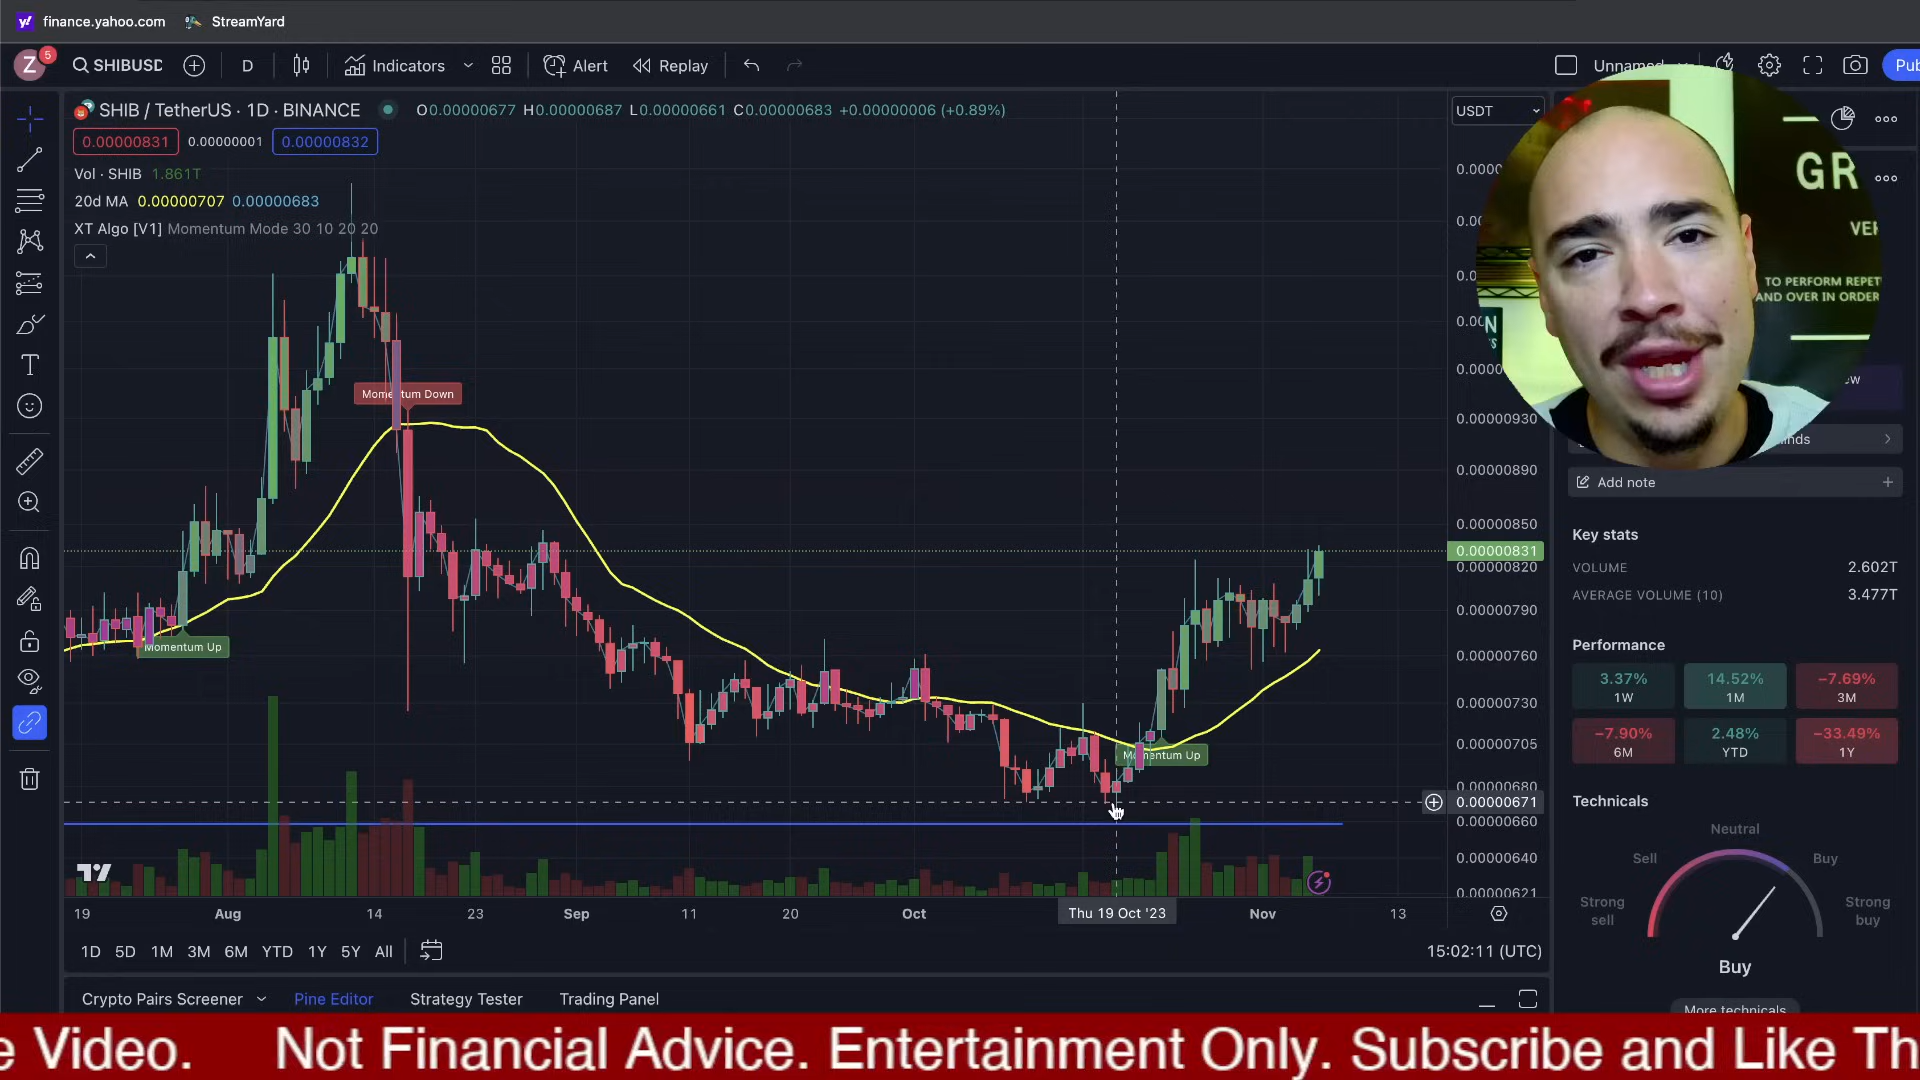 finance.yahoo.com StreamYard
Z 5 SHIBUSD D Indicators Alert Replay Unnamed Pub
SHIB / TetherUS · 1D · BINANCE O0.00000677 H0.00000687 L0.00000661 C0.00000683 +0.00000006 (+0.89%) USDT
0.00000831 0.00000001 0.00000832
Vol · SHIB 1.861T
20d MA 0.00000707 0.00000683
XT Algo [V1] Momentum Mode 30 10 20 20
GR
VER
TO PERFORM REPET
AND OVER IN ORDER
Momentum Down
Momentum Up
Momentum Up
0.00000930
0.00000890
0.00000850
0.00000831
0.00000820
0.00000790
0.00000760
0.00000730
0.00000705
0.00000680
0.00000671
0.00000660
0.00000640
0.00000621
19 Aug 14 23 Sep 11 20 Oct Thu 19 Oct '23 Nov 13
1D 5D 1M 3M 6M YTD 1Y 5Y All 15:02:11 (UTC)
Crypto Pairs Screener Pine Editor Strategy Tester Trading Panel
Add note
Key stats
VOLUME 2.602T
AVERAGE VOLUME (10) 3.477T
Performance
3.37% 14.52% −7.69%
1W 1M 3M
−7.90% 2.48% −33.49%
6M YTD 1Y
Technicals
Neutral
Sell Buy
Strong sell Strong buy
Buy
More technicals
e Video. Not Financial Advice. Entertainment Only. Subscribe and Like Th